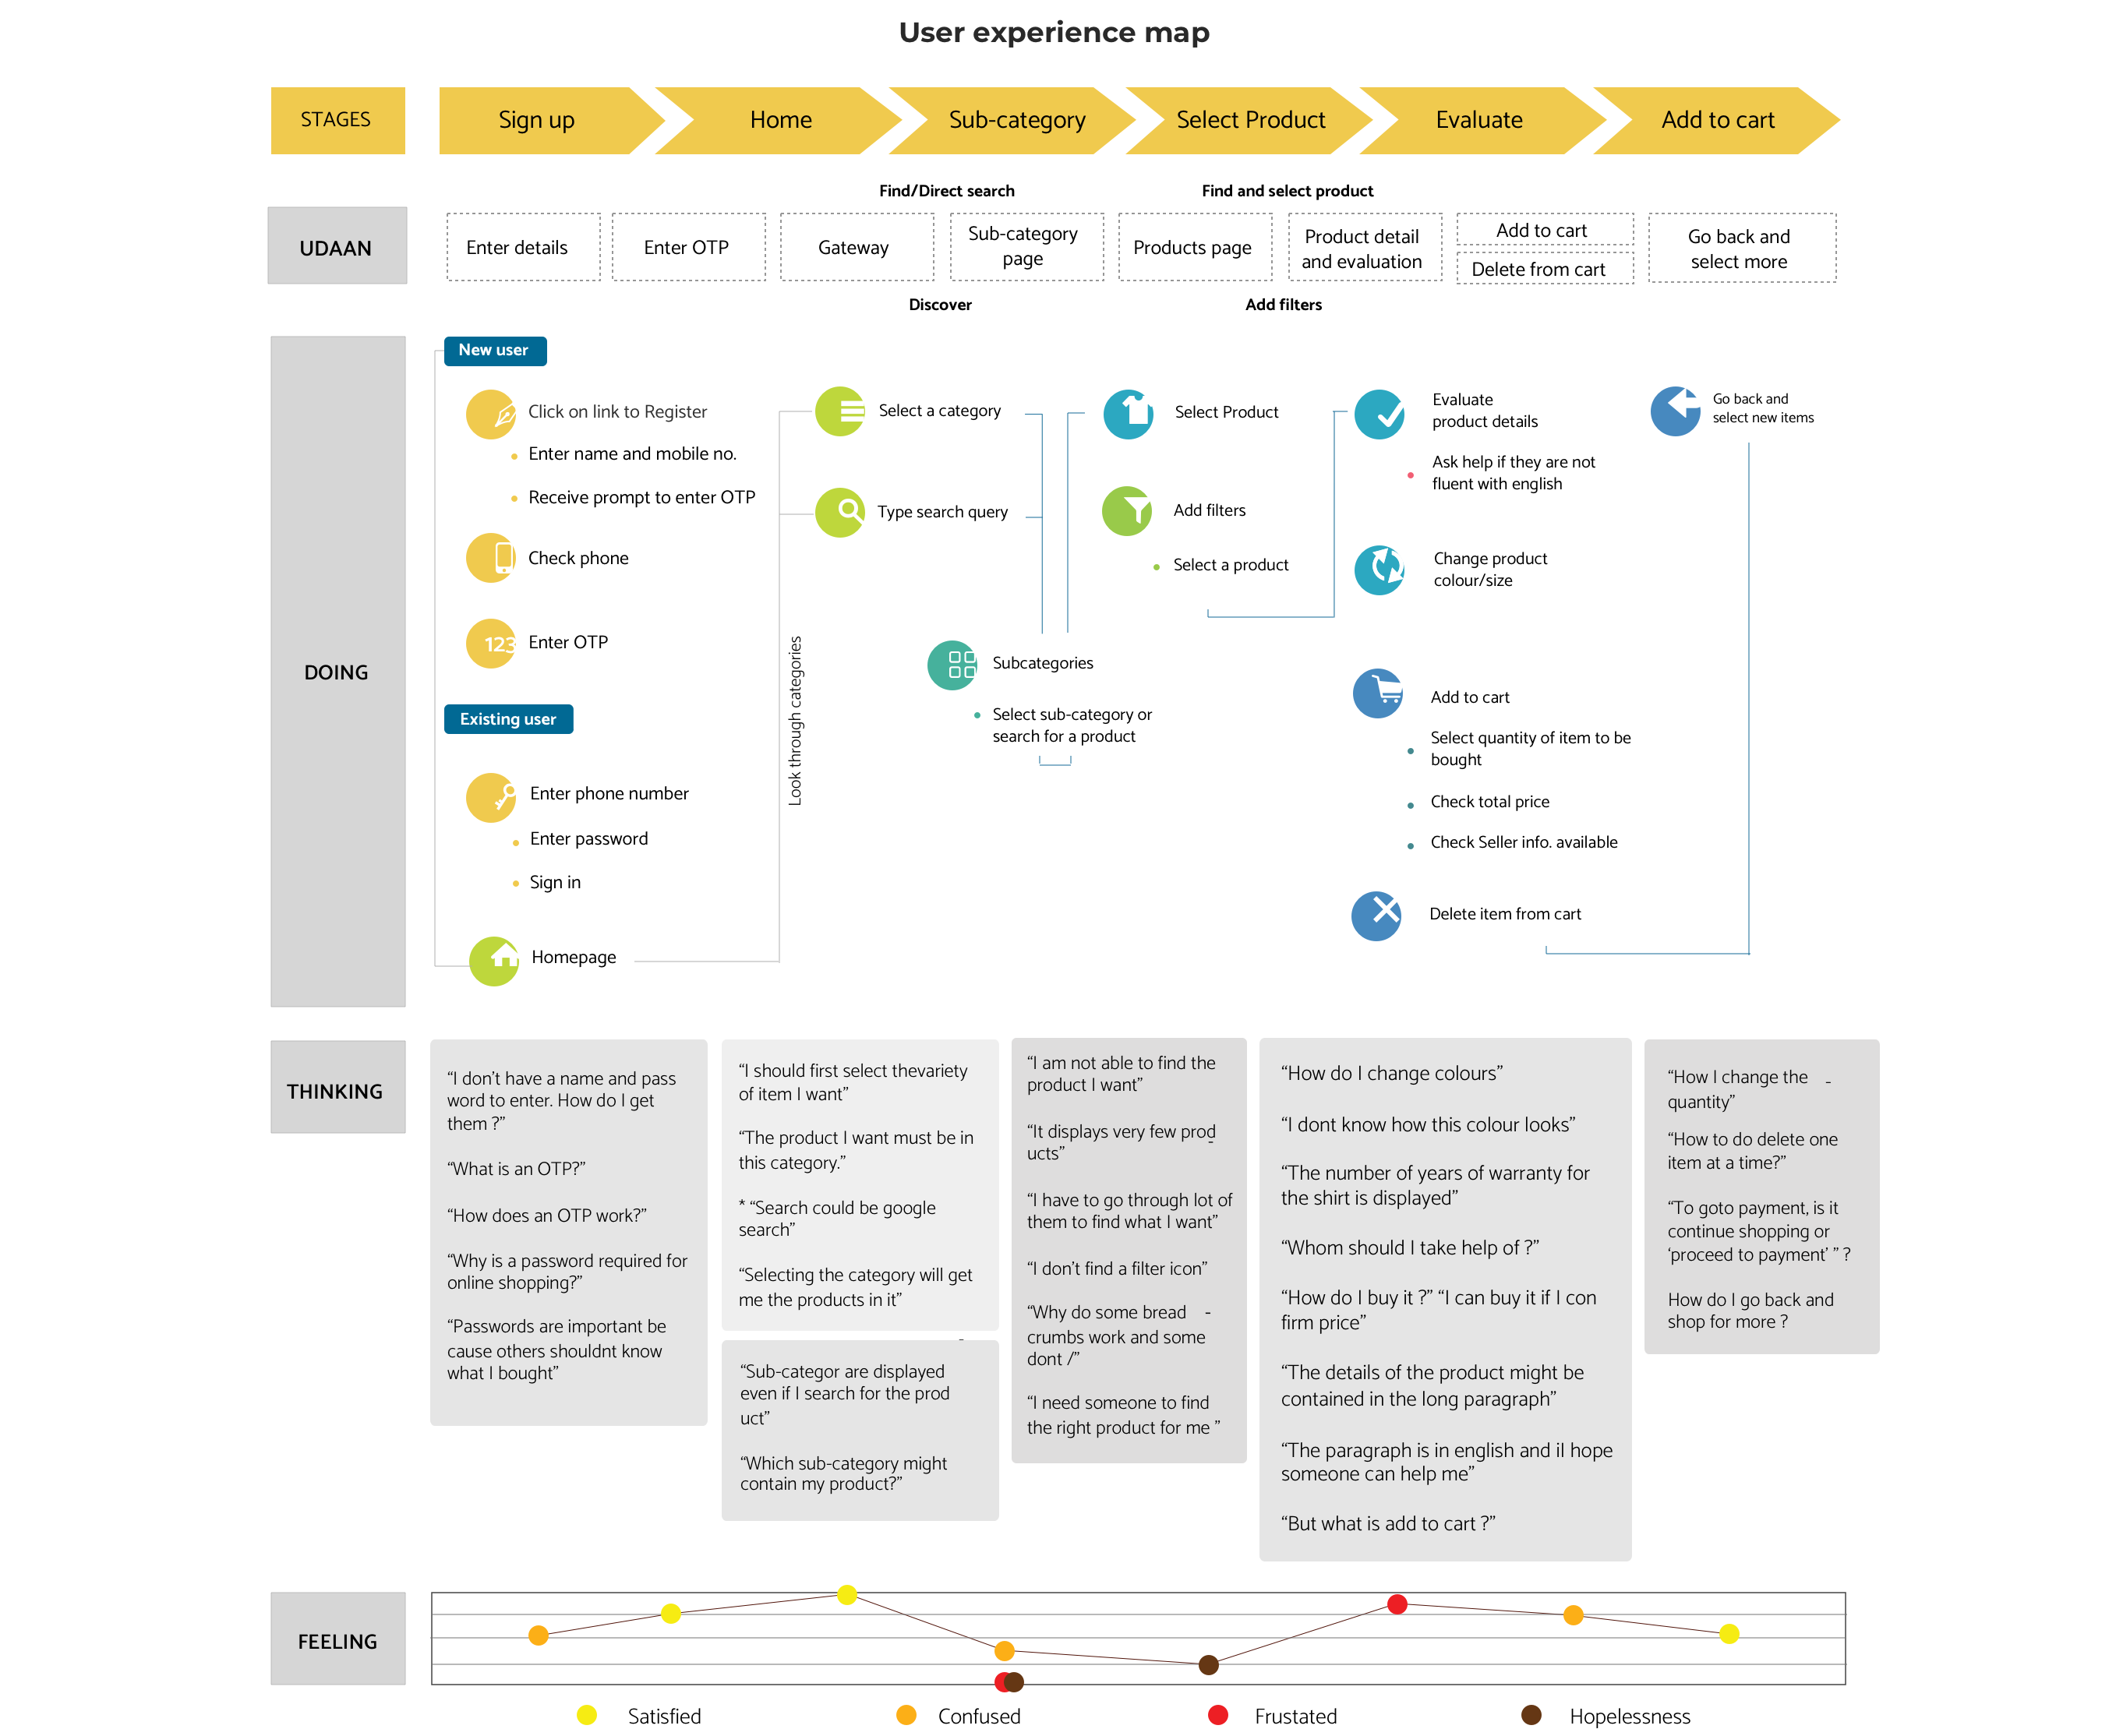 User experience map
STAGES
Sign up
Home
Sub-category
Select Product
Evaluate
Add to cart
Find/Direct search
Find and select product
UDAAN
Enter details
Enter OTP
Gateway
Sub-category
page
Products page
Product detail
and evaluation
Add to cart
Delete from cart
Go back and
select more
Discover
Add filters
DOING
New user
Click on link to Register
Enter name and mobile no.
Receive prompt to enter OTP
Check phone
123
Enter OTP
Existing user
Enter phone number
Enter password
Sign in
Homepage
Look through categories
Select a category
Type search query
Subcategories
Select sub-category or
search for a product
Select Product
Add filters
Select a product
Evaluate
product details
Ask help if they are not
fluent with english
Change product
colour/size
Add to cart
Select quantity of item to be
bought
Check total price
Check Seller info. available
Delete item from cart
Go back and
select new items
THINKING
“I don’t have a name and pass
word to enter. How do I get
them ?”
“What is an OTP?”
“How does an OTP work?”
“Why is a password required for
online shopping?”
“Passwords are important be
cause others shouldnt know
what I bought”
“I should first select thevariety
of item I want”
“The product I want must be in
this category.”
* “Search could be google
search”
“Selecting the category will get
me the products in it”
“Sub-categor are displayed
even if I search for the prod
uct”
“Which sub-category might
contain my product?”
“I am not able to find the
product I want”
“It displays very few prod
ucts”
“I have to go through lot of
them to find what I want”
“I don’t find a filter icon”
“Why do some bread -
crumbs work and some
dont /”
“I need someone to find
the right product for me ”
“How do I change colours”
“I dont know how this colour looks”
“The number of years of warranty for
the shirt is displayed”
“Whom should I take help of ?”
“How do I buy it ?” “I can buy it if I con
firm price”
“The details of the product might be
contained in the long paragraph”
“The paragraph is in english and iI hope
someone can help me”
“But what is add to cart ?”
“How I change the -
quantity”
“How to do delete one
item at a time?”
“To goto payment, is it
continue shopping or
‘proceed to payment’ ” ?
How do I go back and
shop for more ?
FEELING
Satisfied
Confused
Frustated
Hopelessness